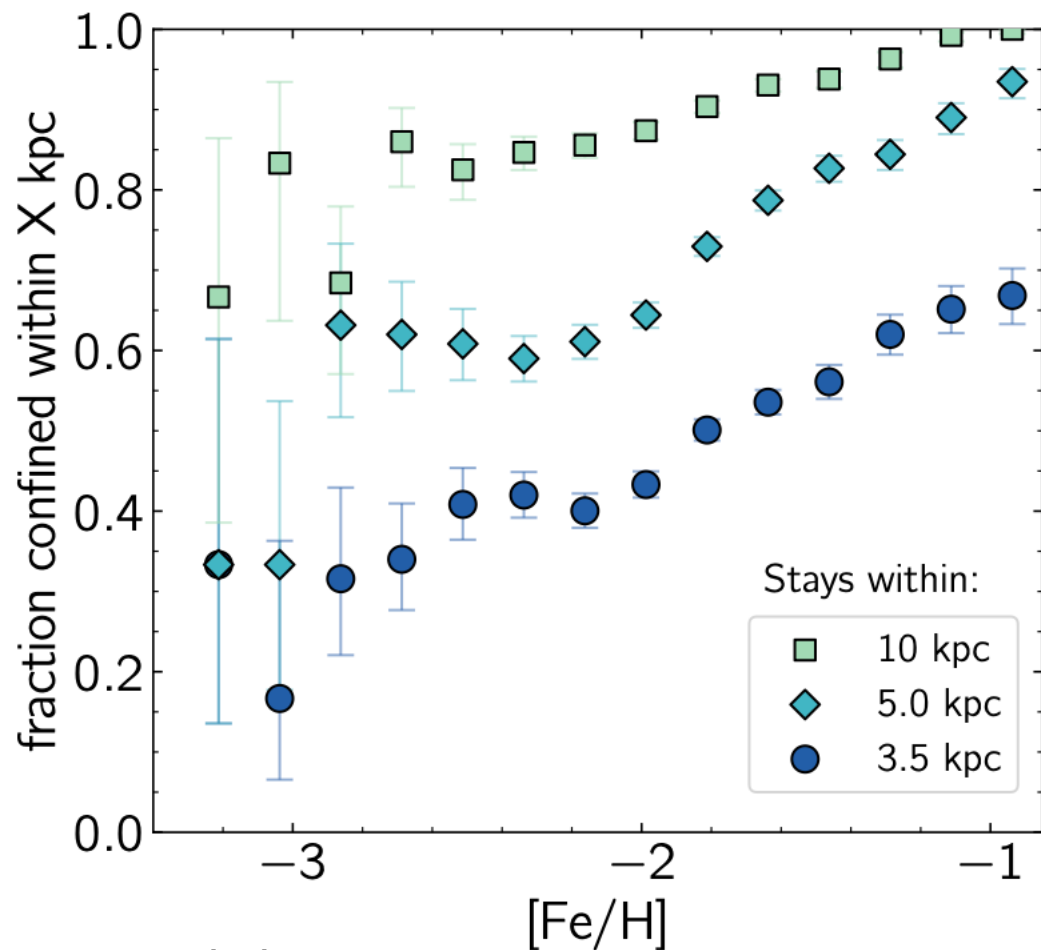 fraction confined within X kpc
1.0
0.8
0.6
0.4
0.2
0.0
Stays within:
10 kpc
5.0 kpc
3.5 kpc
−3
−2
−1
[Fe/H]